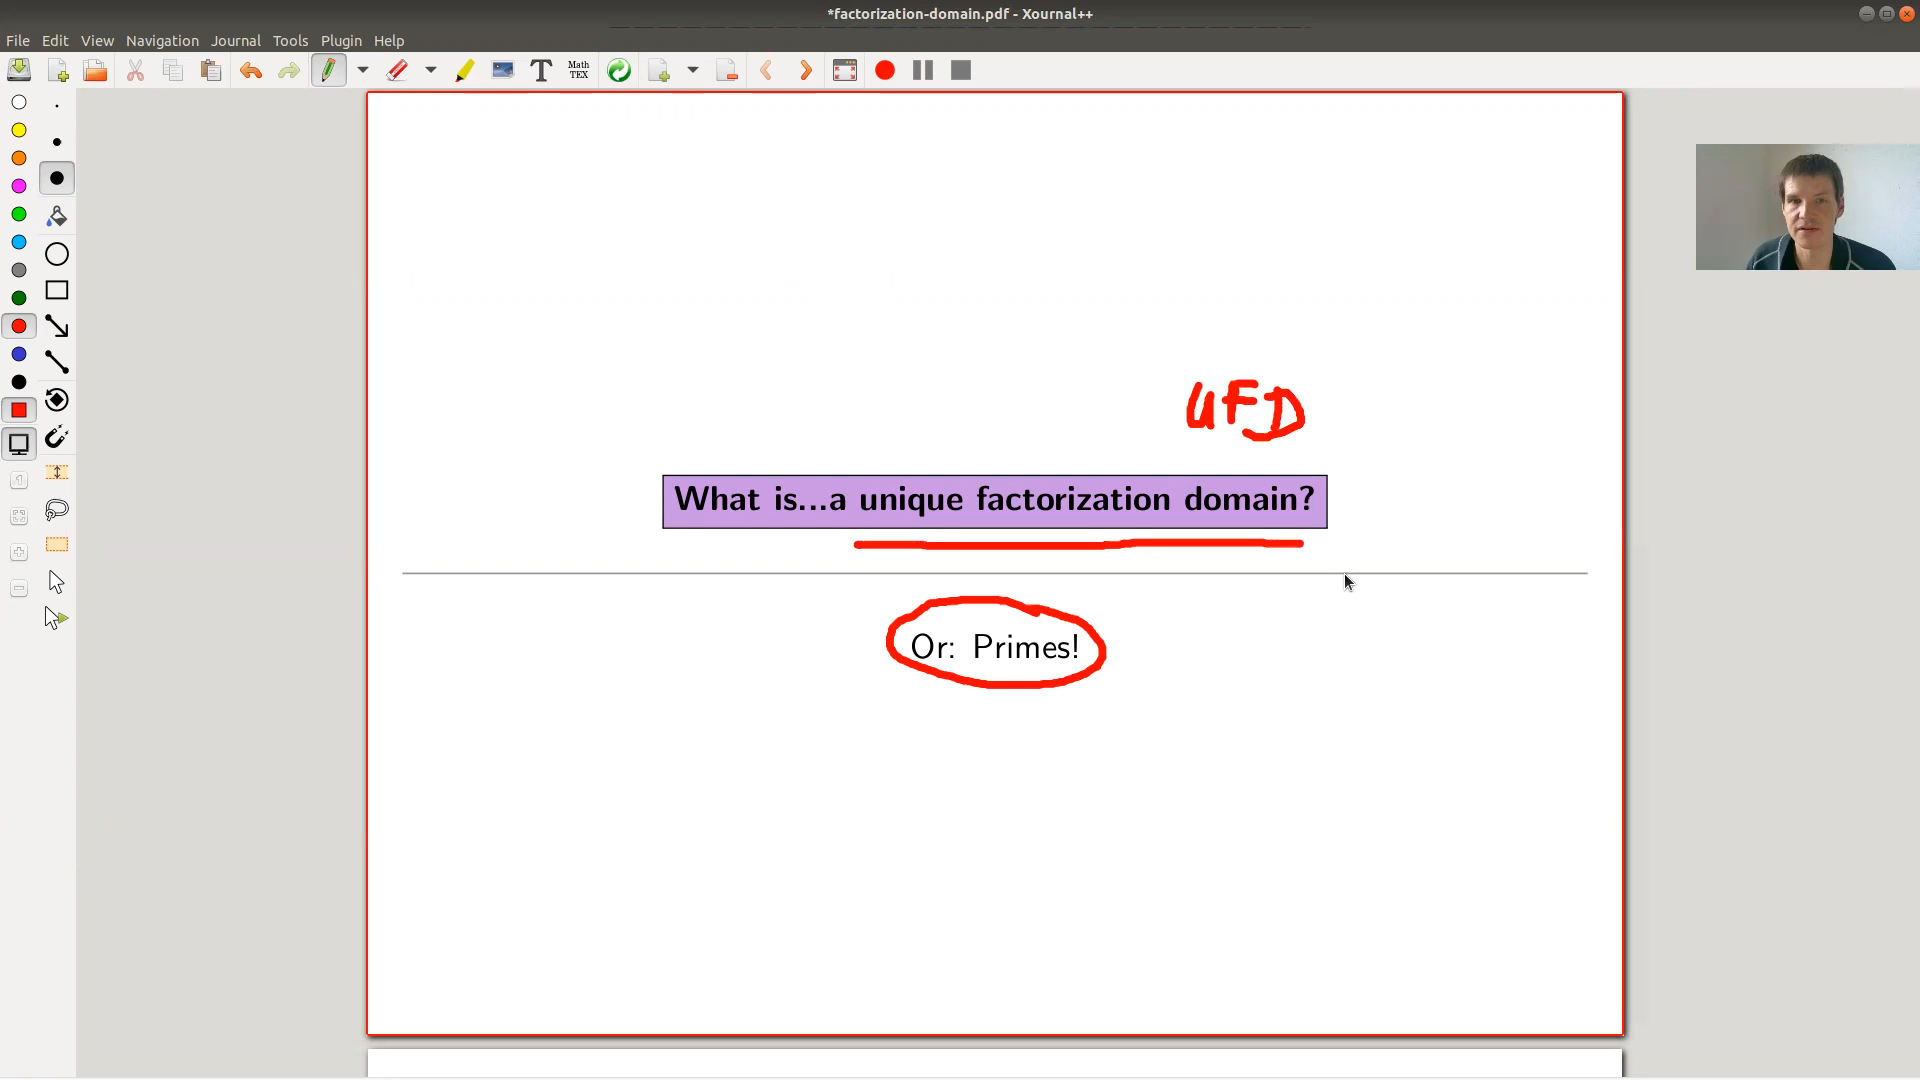 *factorization-domain.pdf - Xournal++
File Edit View Navigation Journal Tools Plugin Help
Math
TEX
UFD
What is...a unique factorization domain?
Or: Primes!